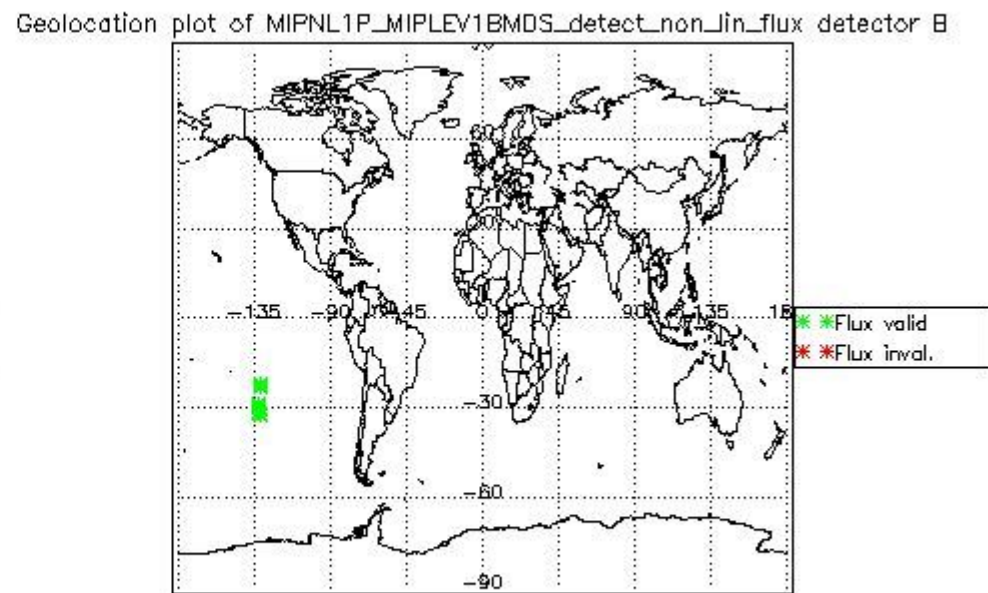 Geolocation plot of MIPNL1P_MIPLEV1BMDS_detect_non_lin_flux detector B
60
-135 -90 -45 0 45 90 135 18
Flux valid
Flux inval.
-30
-60
-90